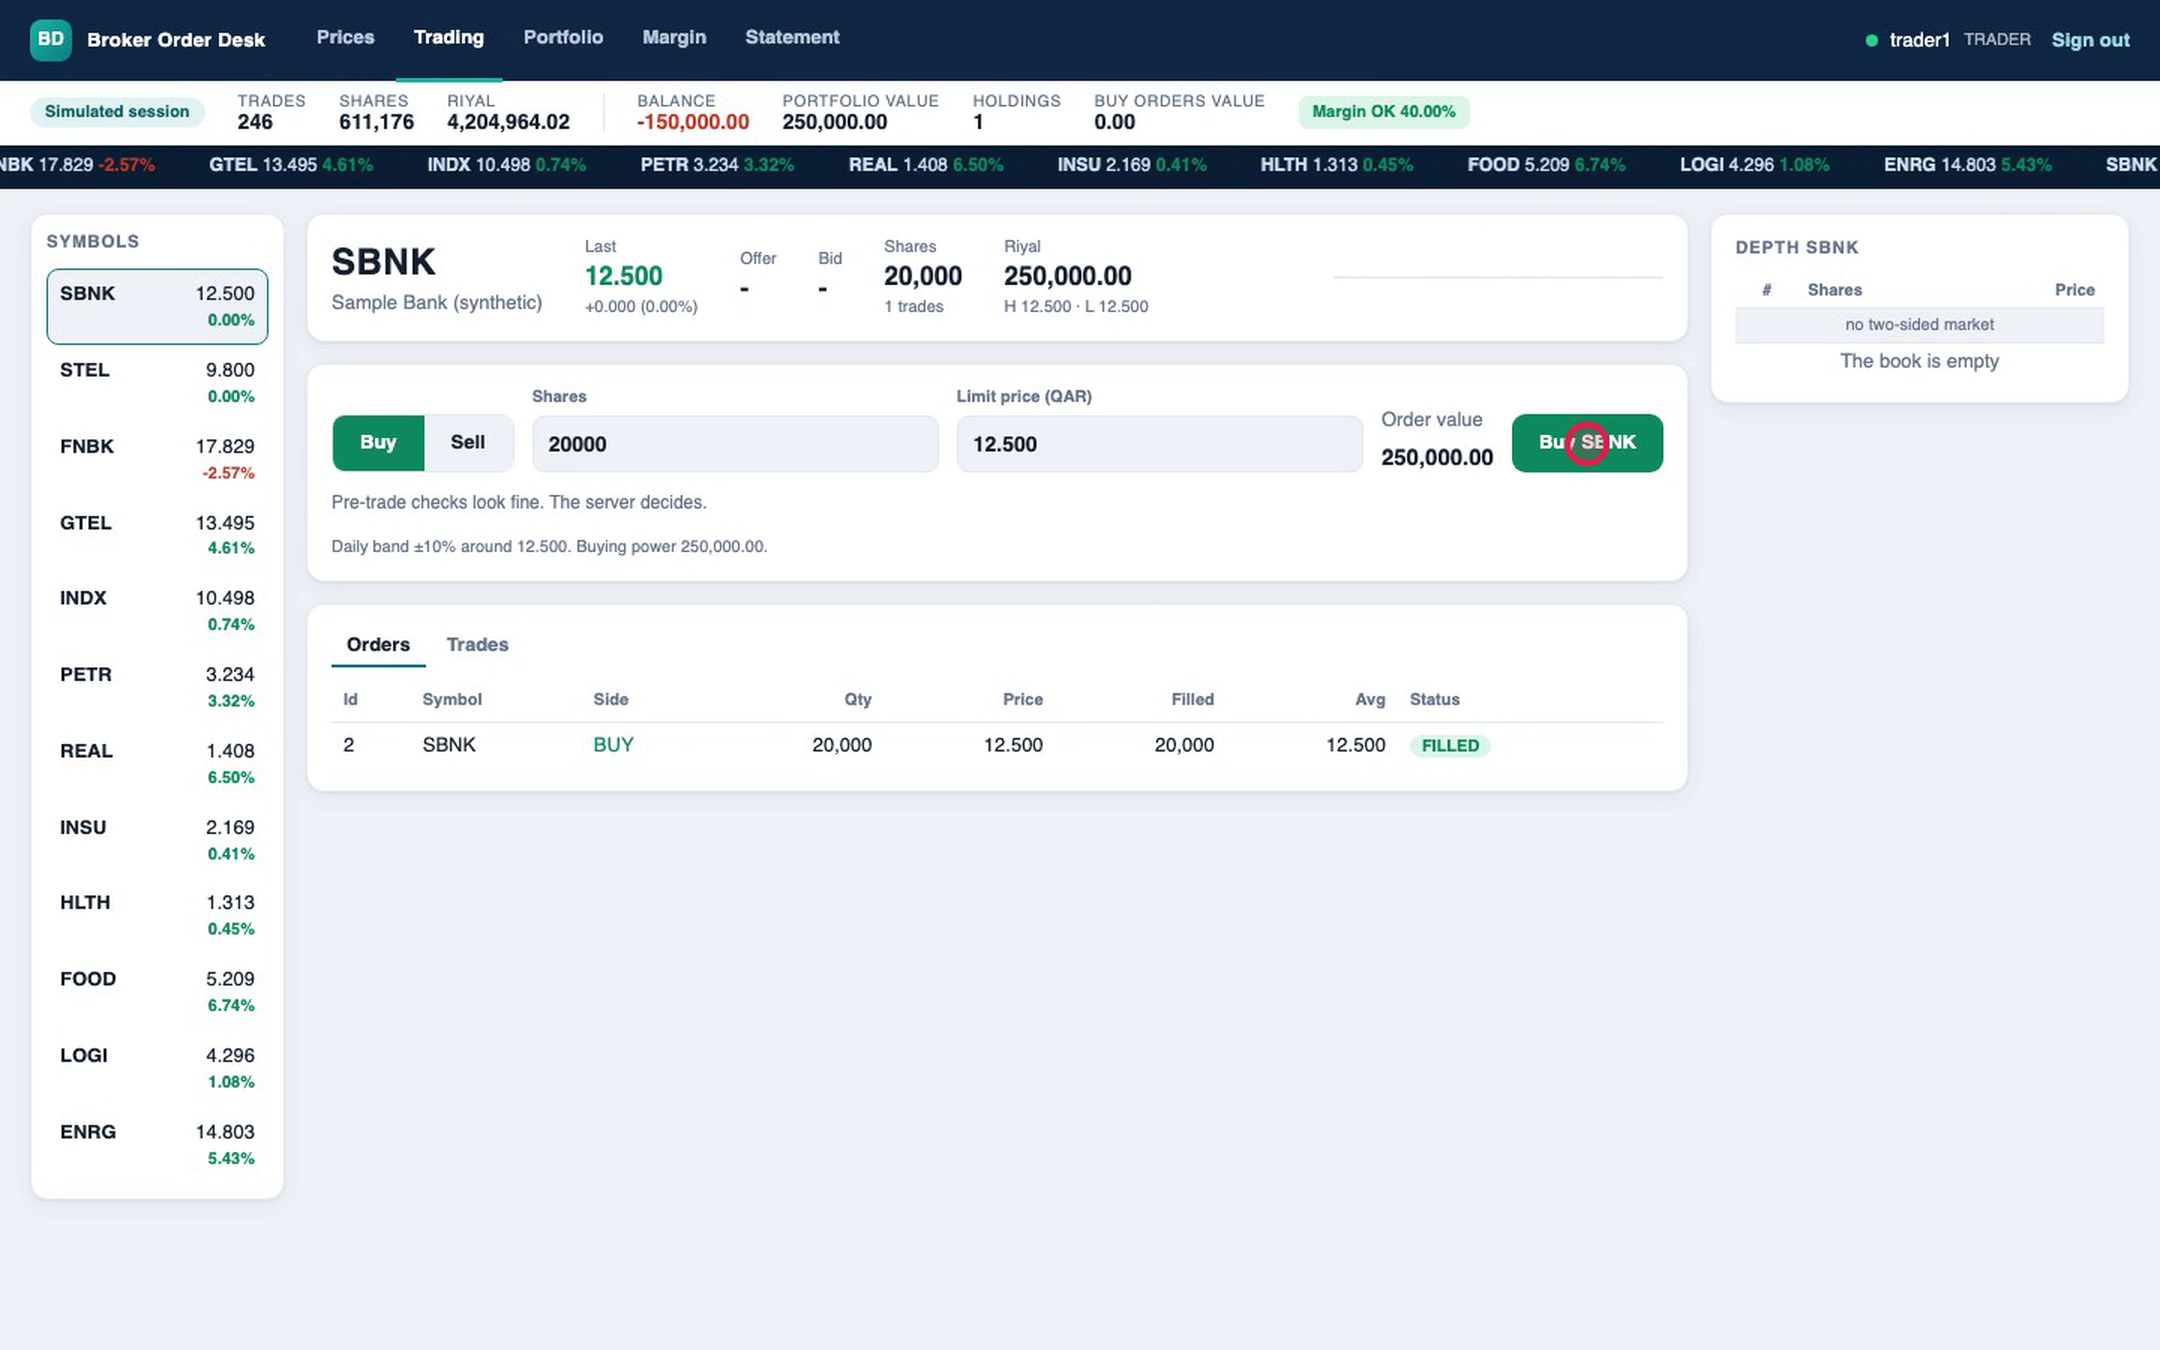 BD Broker Order Desk Prices Trading Portfolio Margin Statement trader1 TRADER Sign out
Simulated session
TRADES SHARES RIYAL BALANCE PORTFOLIO VALUE HOLDINGS BUY ORDERS VALUE
246 611,176 4,204,964.02 -150,000.00 250,000.00 1 0.00
Margin OK 40.00%
NBK 17.829 -2.57% GTEL 13.495 4.61% INDX 10.498 0.74% PETR 3.234 3.32% REAL 1.408 6.50% INSU 2.169 0.41% HLTH 1.313 0.45% FOOD 5.209 6.74% LOGI 4.296 1.08% ENRG 14.803 5.43% SBNK
SYMBOLS
SBNK 12.500
0.00%
STEL 9.800
0.00%
FNBK 17.829
-2.57%
GTEL 13.495
4.61%
INDX 10.498
0.74%
PETR 3.234
3.32%
REAL 1.408
6.50%
INSU 2.169
0.41%
HLTH 1.313
0.45%
FOOD 5.209
6.74%
LOGI 4.296
1.08%
ENRG 14.803
5.43%
SBNK
Sample Bank (synthetic)
Last
12.500
+0.000 (0.00%)
Offer
-
Bid
-
Shares
20,000
1 trades
Riyal
250,000.00
H 12.500 · L 12.500
Buy Sell
Shares
20000
Limit price (QAR)
12.500
Order value
250,000.00
Buy SBNK
Pre-trade checks look fine. The server decides.
Daily band ±10% around 12.500. Buying power 250,000.00.
Orders Trades
Id Symbol Side Qty Price Filled Avg Status
2 SBNK BUY 20,000 12.500 20,000 12.500 FILLED
DEPTH SBNK
# Shares Price
no two-sided market
The book is empty